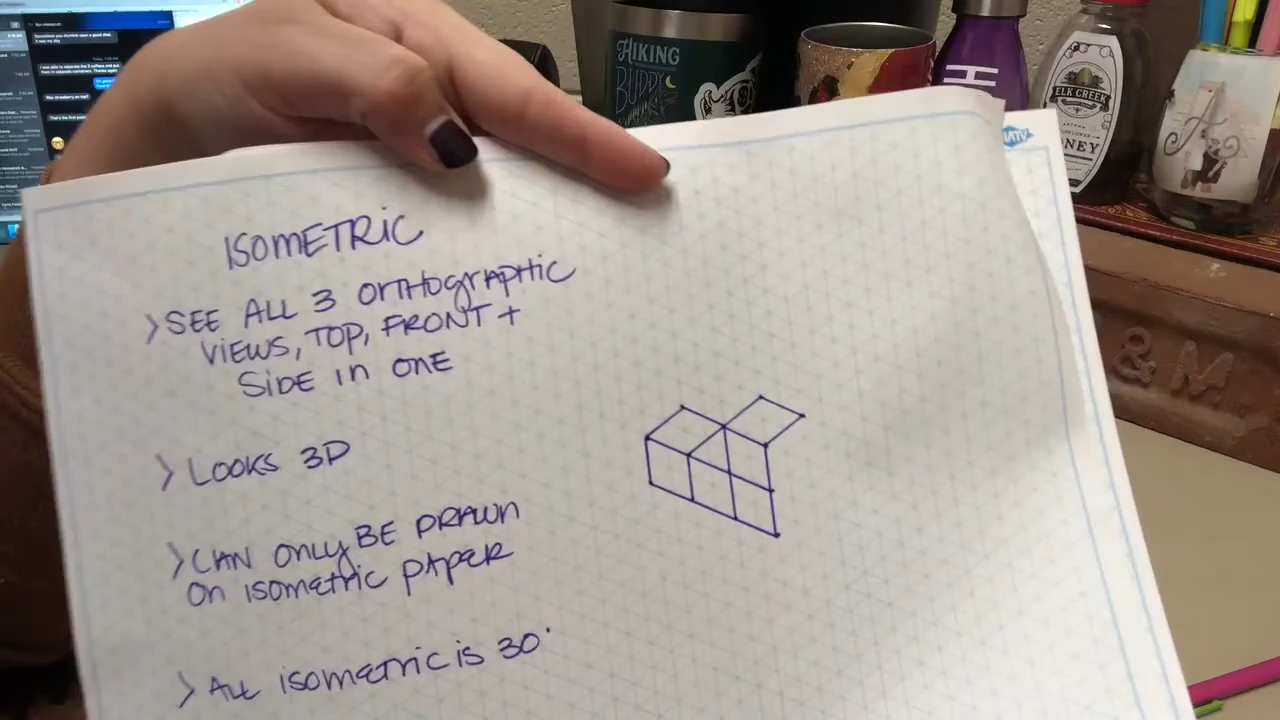 ISOMETRIC
>SEE ALL 3 ORTHOGRAPHIC
VIEWS, TOP, FRONT +
SIDE IN ONE
>LOOKS 3D
>CAN ONLY BE DRAWN
ON ISOMETRIC PAPER
>ALL ISOMETRIC IS 30°
HIKING
BUDDY
H
ELK CREEK
HONEY
& M